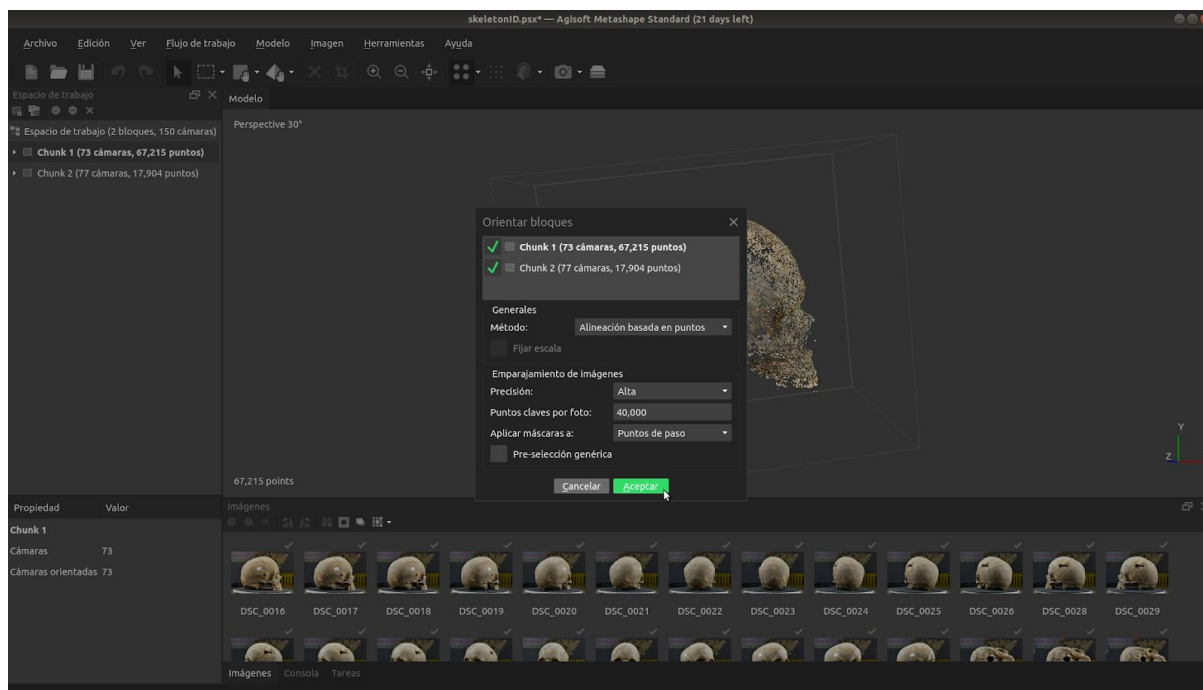 skeletonID.psx* — Agisoft Metashape Standard (21 days left)
Archivo Edición Ver Flujo de trabajo Modelo Imagen Herramientas Ayuda
Espacio de trabajo
Modelo
Espacio de trabajo (2 bloques, 150 cámaras)
Chunk 1 (73 cámaras, 67,215 puntos)
Chunk 2 (77 cámaras, 17,904 puntos)
Perspective 30°
Orientar bloques
Chunk 1 (73 cámaras, 67,215 puntos)
Chunk 2 (77 cámaras, 17,904 puntos)
Generales
Método: Alineación basada en puntos
Fijar escala
Emparajamiento de imágenes
Precisión: Alta
Puntos claves por foto: 40,000
Aplicar máscaras a: Puntos de paso
Pre-selección genérica
Cancelar Aceptar
Y
Z
67,215 points
Propiedad Valor
Chunk 1
Cámaras 73
Cámaras orientadas 73
Imágenes
DSC_0016 DSC_0017 DSC_0018 DSC_0019 DSC_0020 DSC_0021 DSC_0022 DSC_0023 DSC_0024 DSC_0025 DSC_0026 DSC_0028 DSC_0029
Imágenes Consola Tareas